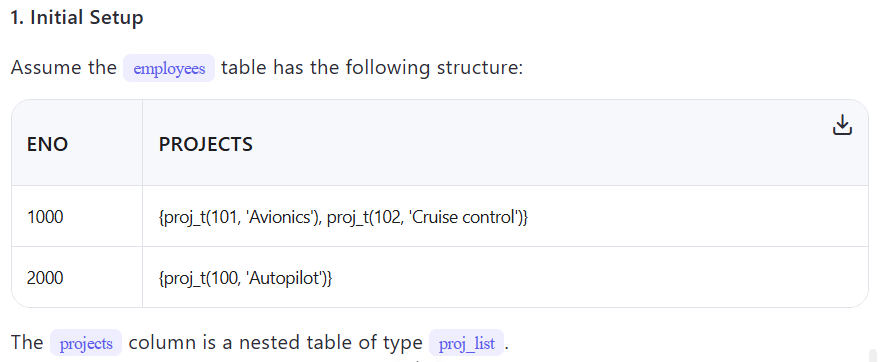 1. Initial Setup
Assume the employees table has the following structure:
ENO PROJECTS
1000 {proj_t(101, 'Avionics'), proj_t(102, 'Cruise control')}
2000 {proj_t(100, 'Autopilot')}
The projects column is a nested table of type proj_list.